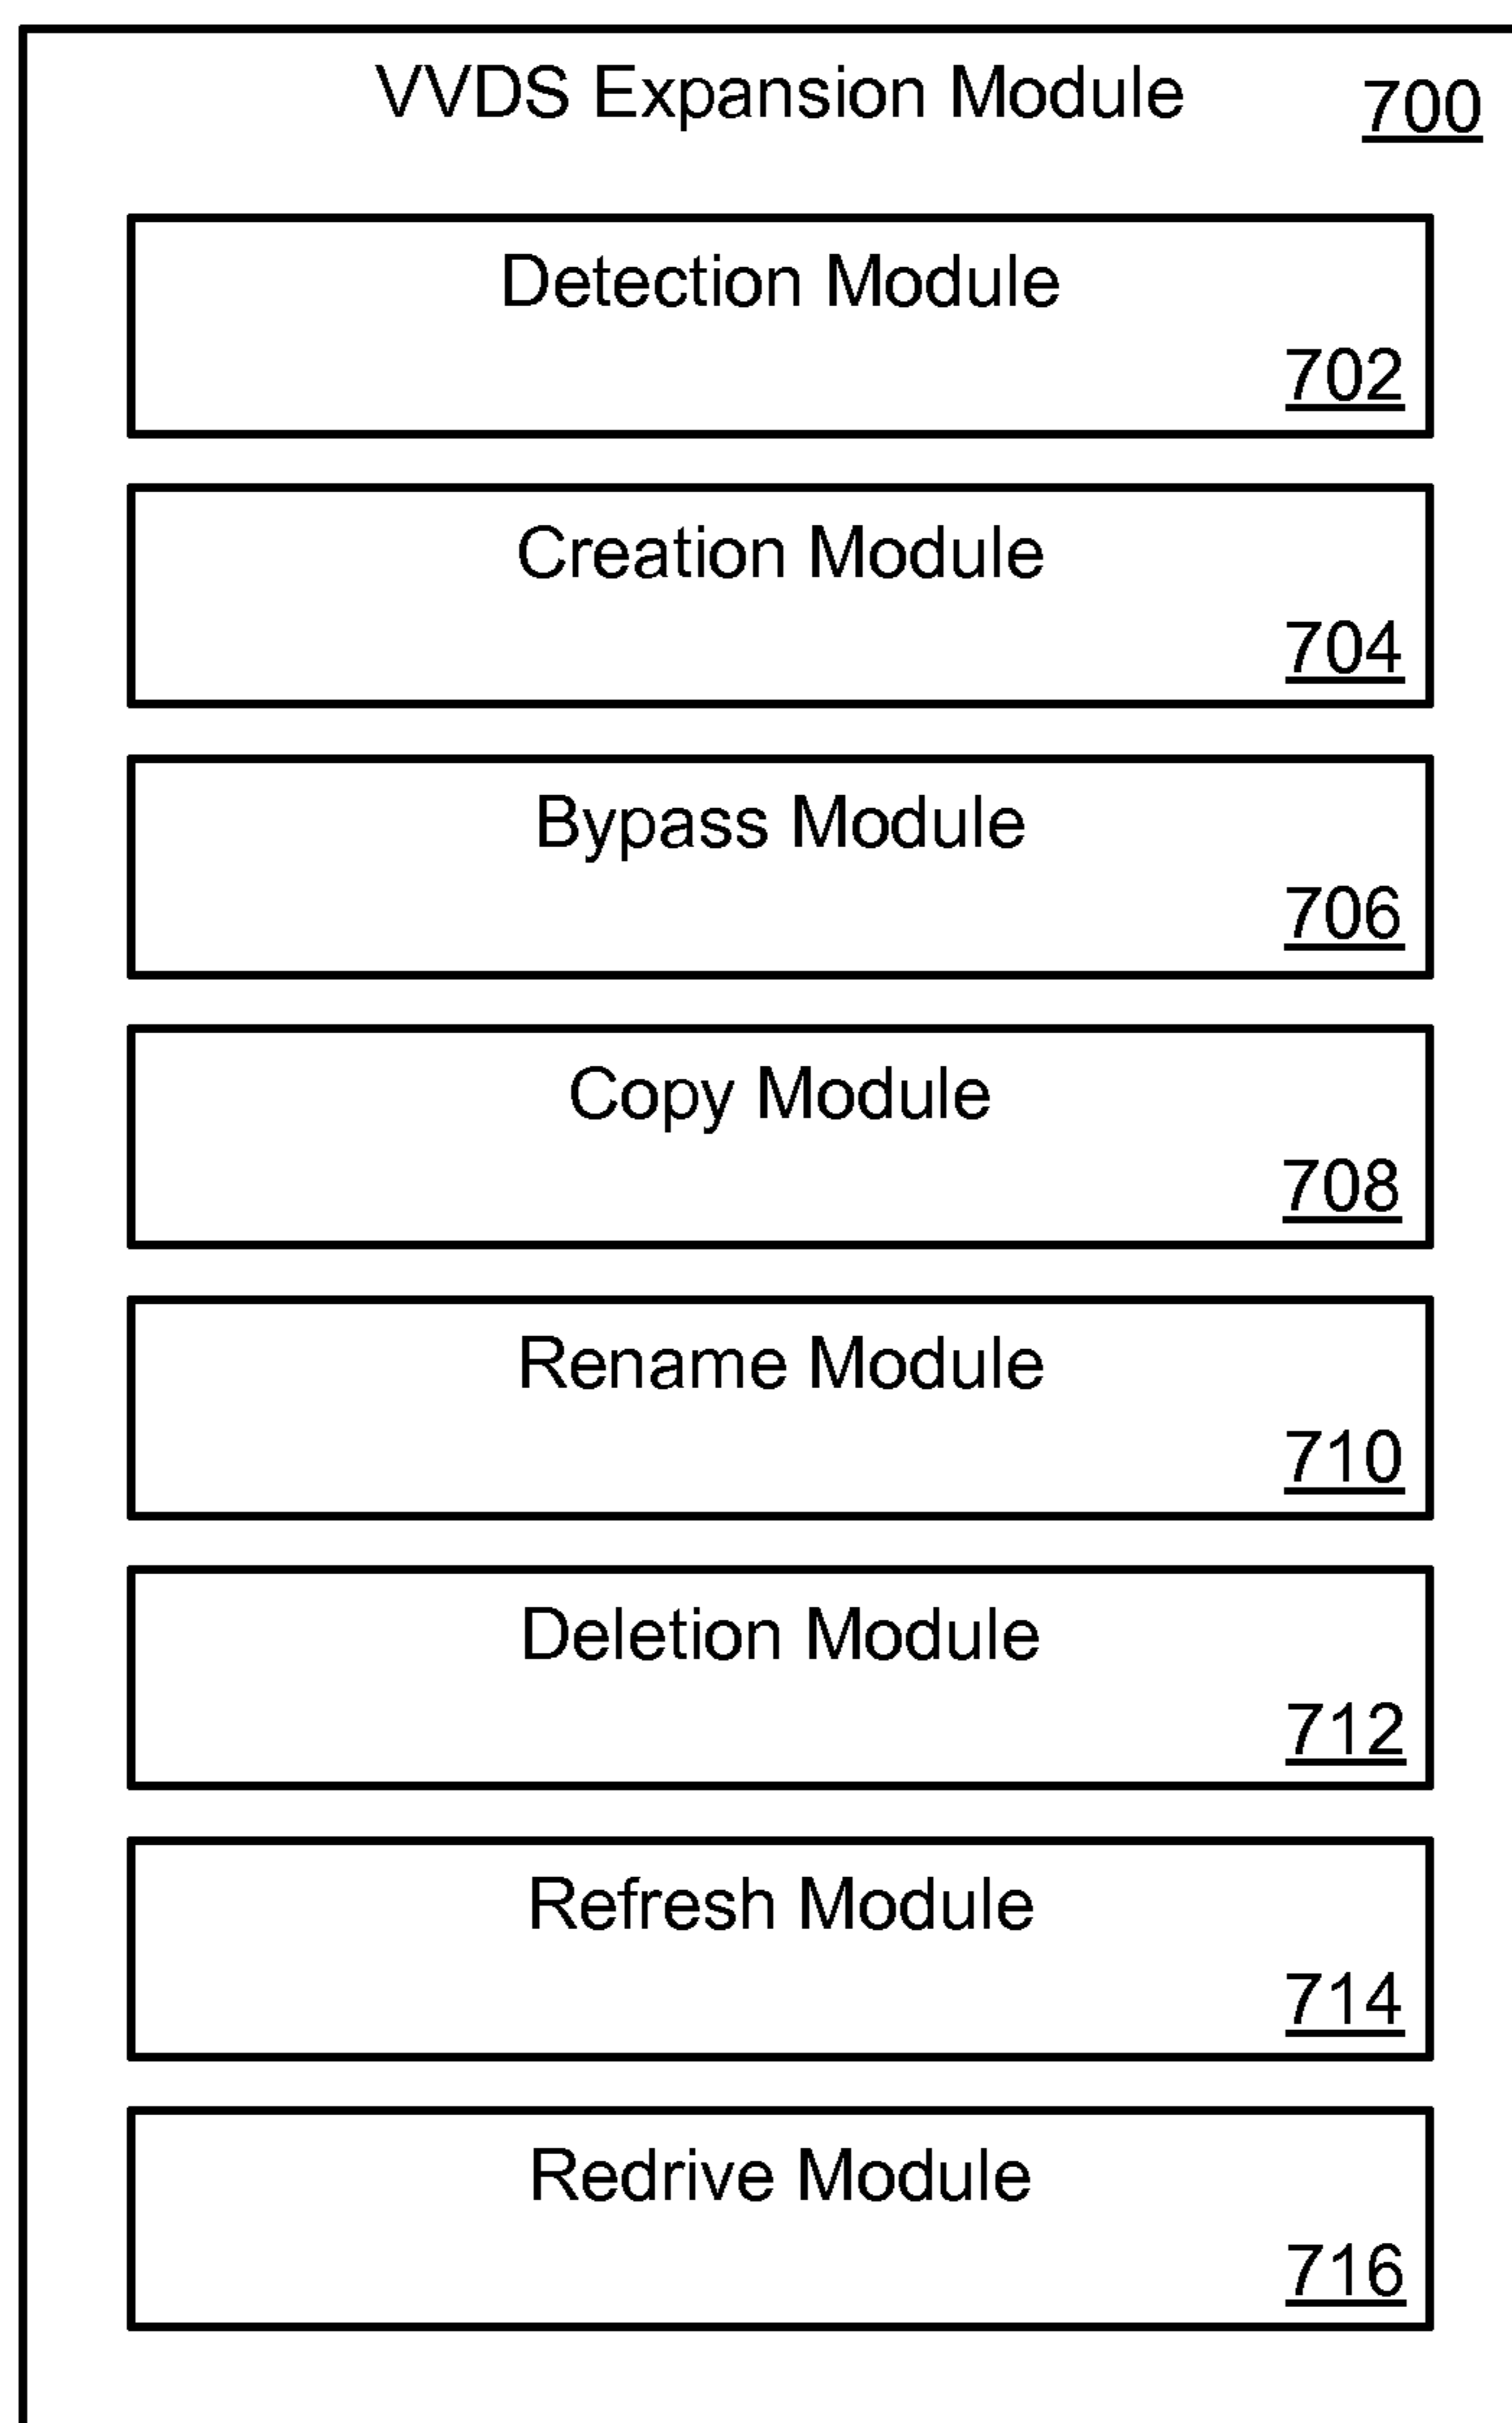 VVDS Expansion Module 700
Detection Module
702
Creation Module
704
Bypass Module
706
Copy Module
708
Rename Module
710
Deletion Module
712
Refresh Module
714
Redrive Module
716